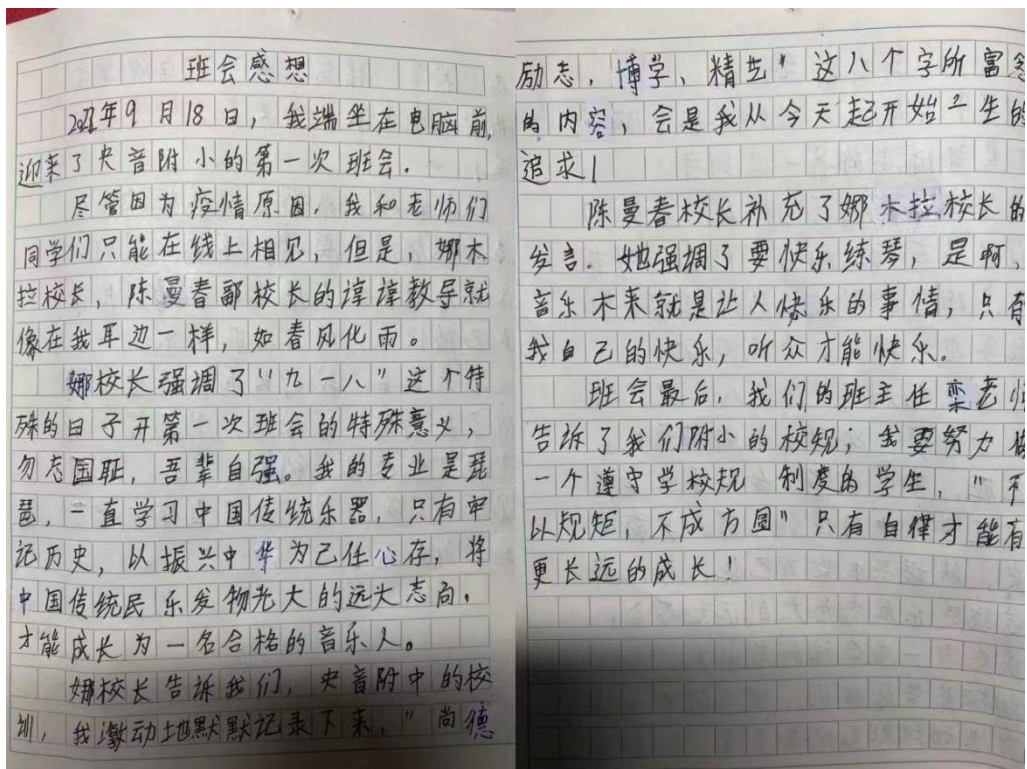 班会感想
2022年9月18日，我端坐在电脑前，
迎来了央音附小的第一次班会．
尽管因为疫情原因，我和老师们
同学们只能在线上相见，但是，娜木
拉校长，陈曼春副校长的谆谆教导就
像在我耳边一样，如春风化雨。
娜校长强调了“九一八”这个特
殊的日子开第一次班会的特殊意义，
勿忘国耻，吾辈自强。我的专业是琵
琶，一直学习中国传统乐器，只有牢
记历史，以振兴中华为己任心存，将
中国传统民乐发物光大的远大志向，
才能成长为一名合格的音乐人。
娜校长告诉我们，央音附中的校
训，我激动地默默记录下来，“尚德
励志，博学、精艺”这八个字所富含
的内容，会是我从今天起开始一生的
追求！
陈曼春校长补充了娜木拉校长的
发言．她强调了要快乐练琴，是啊，
音乐本来就是让人快乐的事情，只有
我自己的快乐，听众才能快乐．
班会最后，我们的班主任栾老师
告诉了我们附小的校规；我要努力做
一个遵守学校规 制度的学生，“不
以规矩，不成方圆”只有自律才能有
更长远的成长！